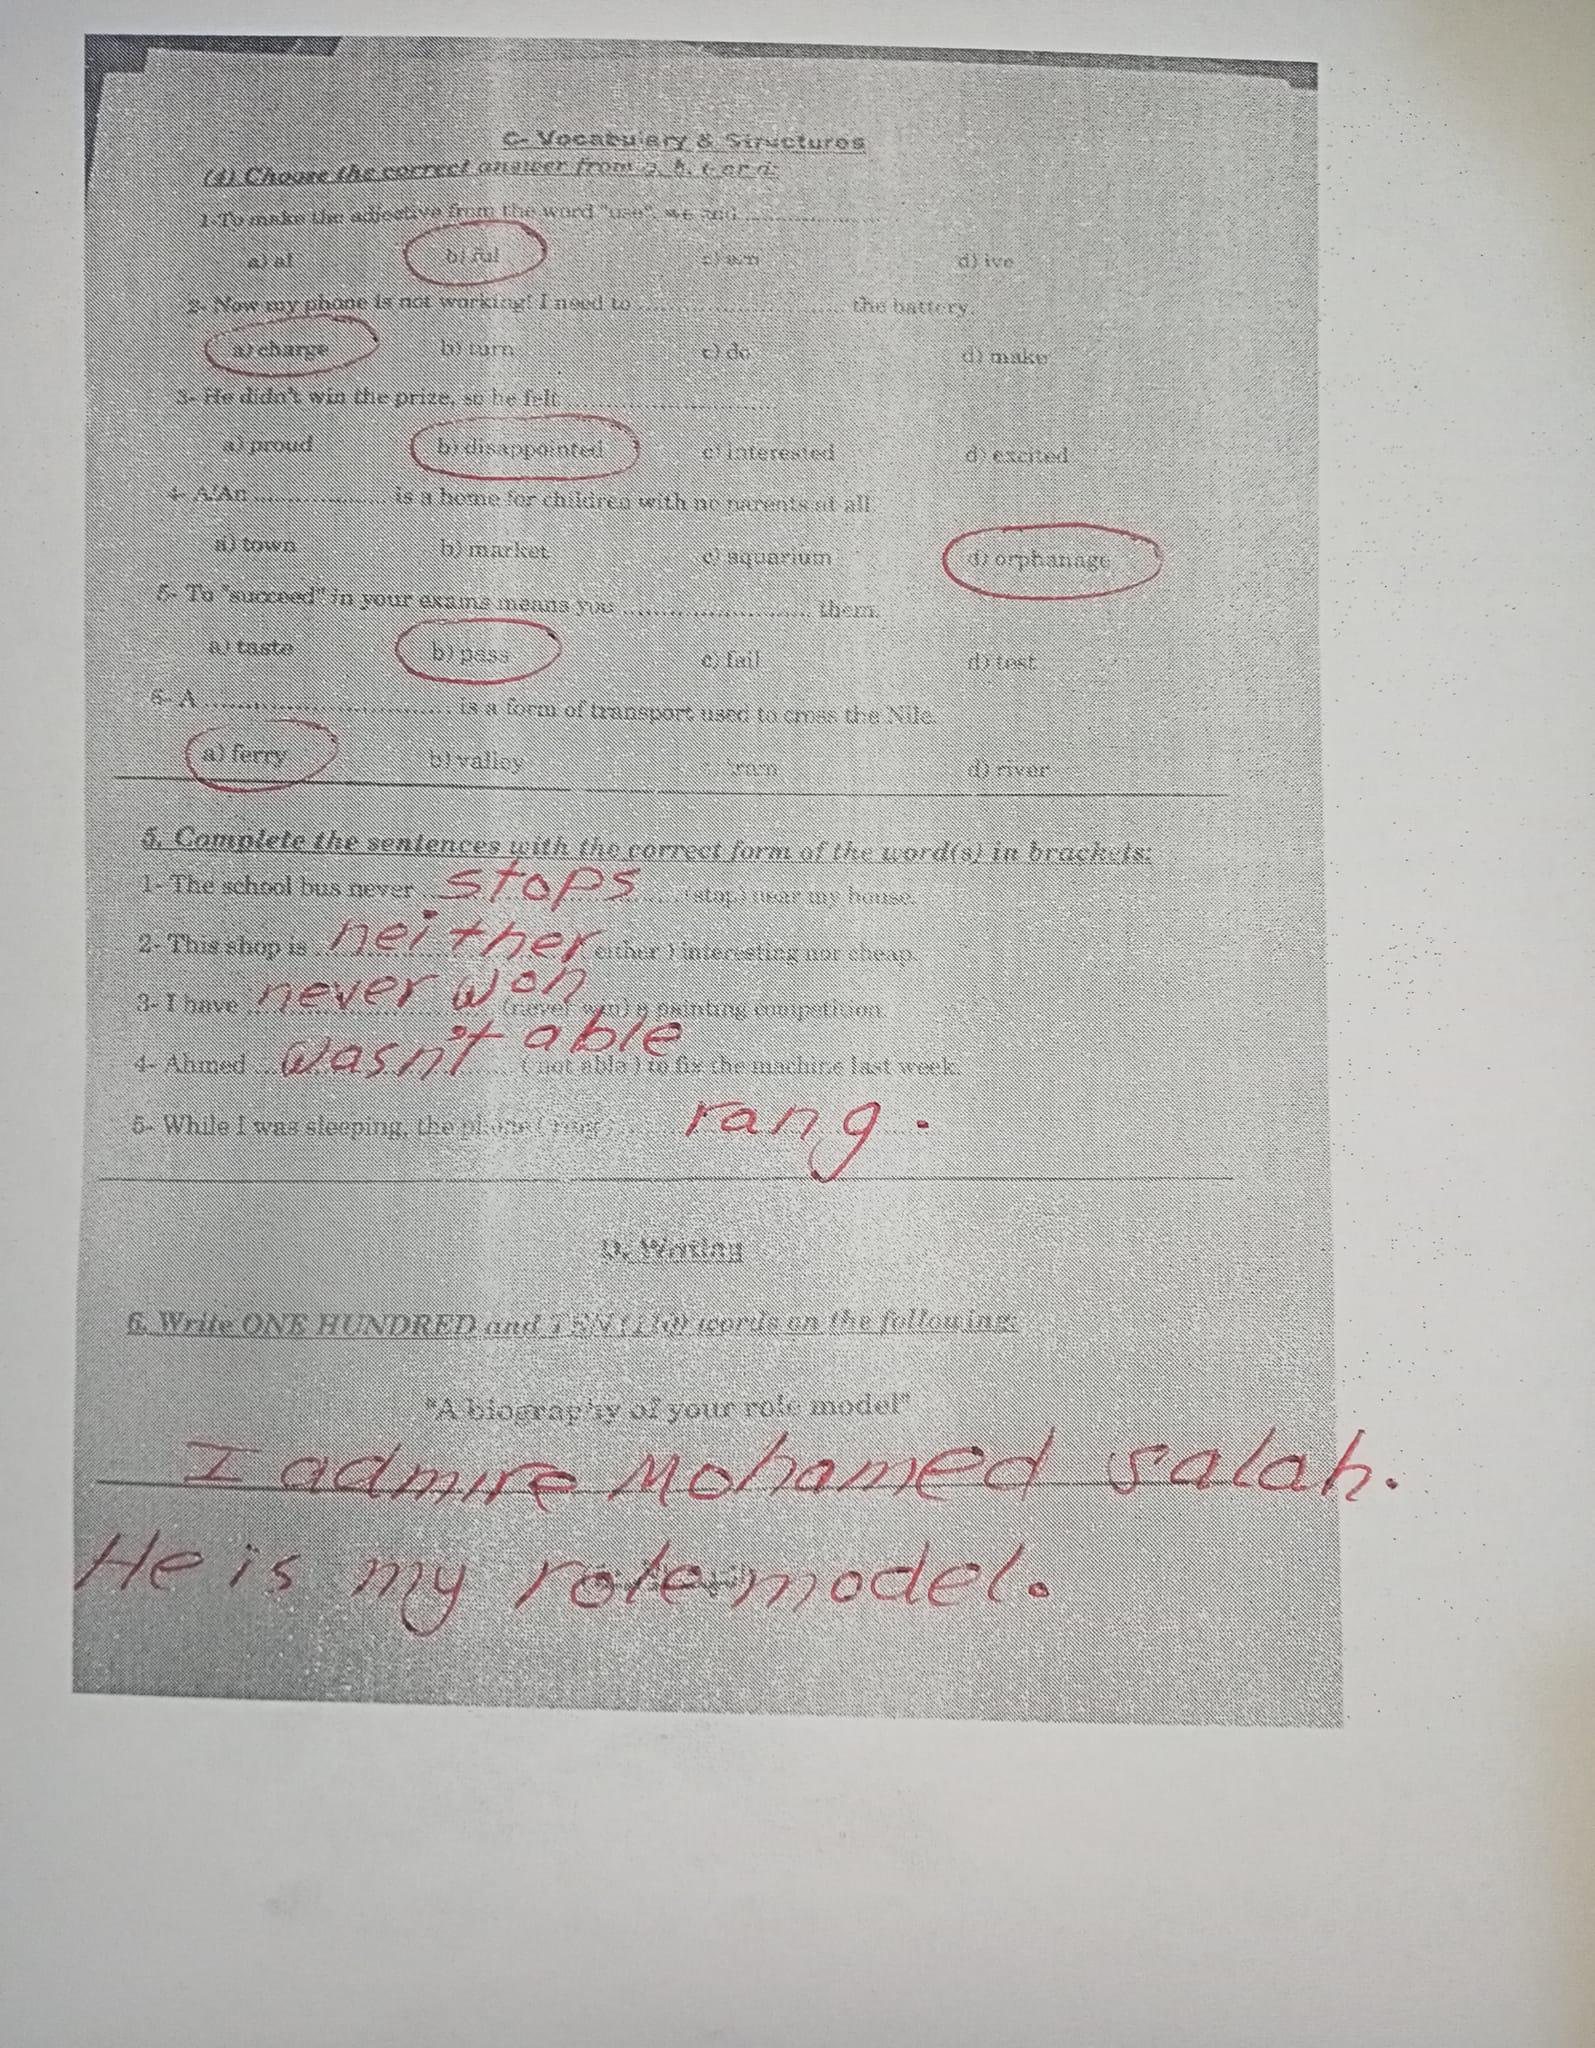 C- Vocabulary & Structures
(4) Choose the correct answer from a, b, c or d:
1-To make the adjective from the word "use", we add ....................
a) al b) ful d) ive
2- Now my phone is not working! I need to .............................. the battery.
a) charge b) turn c) do d) make
3- He didn't win the prize, so he felt ..............................
a) proud b) disappointed c) interested d) excited
4- A/An .................... is a home for children with no parents at all.
a) town b) market c) aquarium d) orphanage
5- To "succeed" in your exams means you .............................. them.
a) taste b) pass c) fail d) test
6- A .................................... is a form of transport used to cross the Nile.
a) ferry b) valley d) river
5. Complete the sentences with the correct form of the word(s) in brackets:
1- The school bus never stops (stop) near my house.
2- This shop is neither either ) interesting nor cheap.
3- I have never won (never win) a painting competition.
4- Ahmed wasn't able ( not able ) to fix the machine last week.
5- While I was sleeping, the phone ( ring ) rang.
D. Writing
6. Write ONE HUNDRED and TEN (110) words on the following:
"A biography of your role model"
I admire Mohamed salah.
He is my role model.